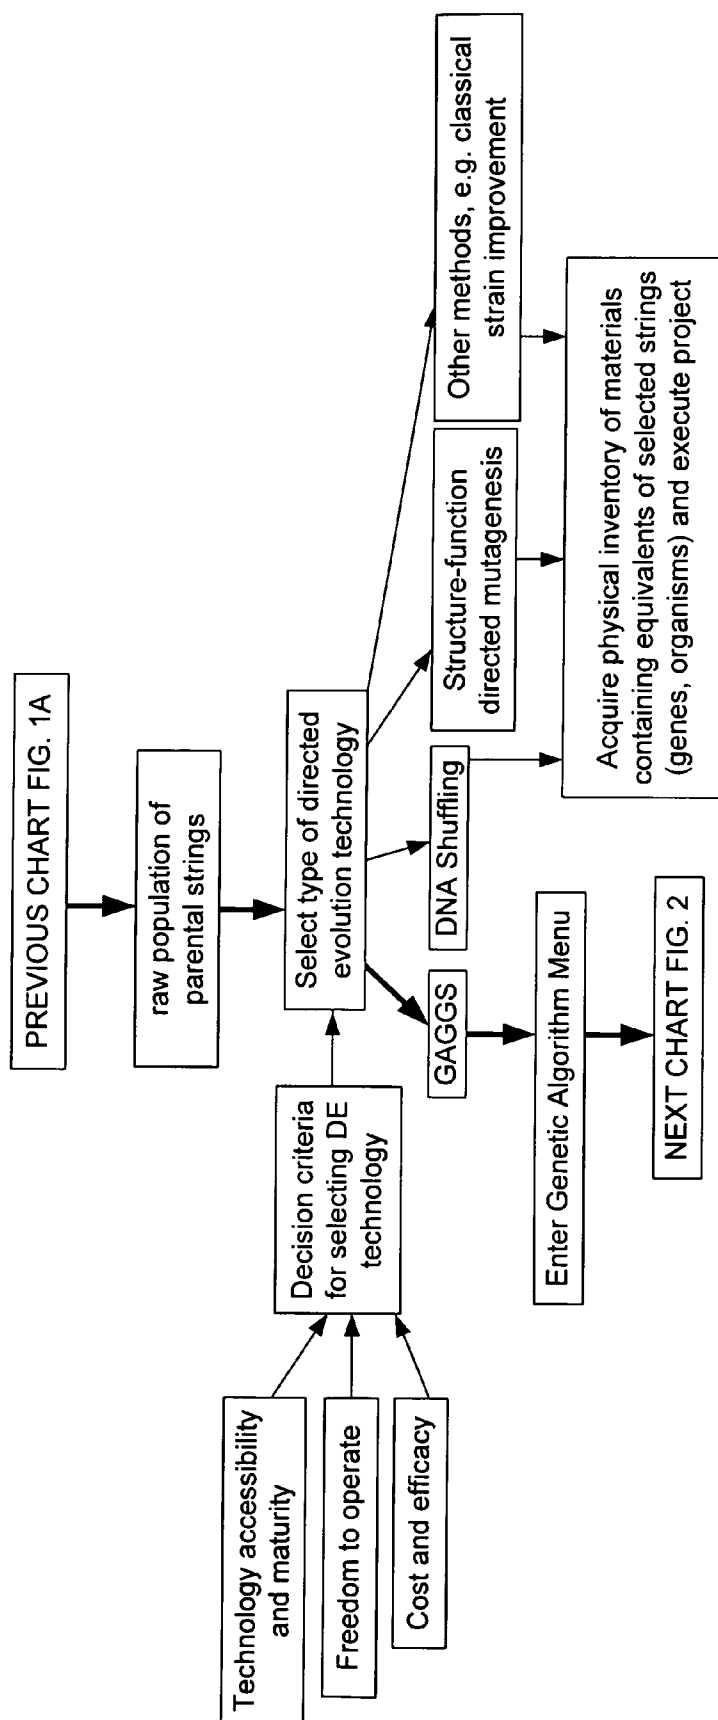 PREVIOUS CHART FIG. 1A
raw population of
parental strings
Technology accessibility
and maturity
Freedom to operate
Cost and efficacy
Decision criteria
for selecting DE
technology
Select type of directed
evolution technology
GAGGS
DNA Shuffling
Structure-function
directed mutagenesis
Other methods, e.g. classical
strain improvement
Enter Genetic Algorithm Menu
NEXT CHART FIG. 2
Acquire physical inventory of materials
containing equivalents of selected strings
(genes, organisms) and execute project